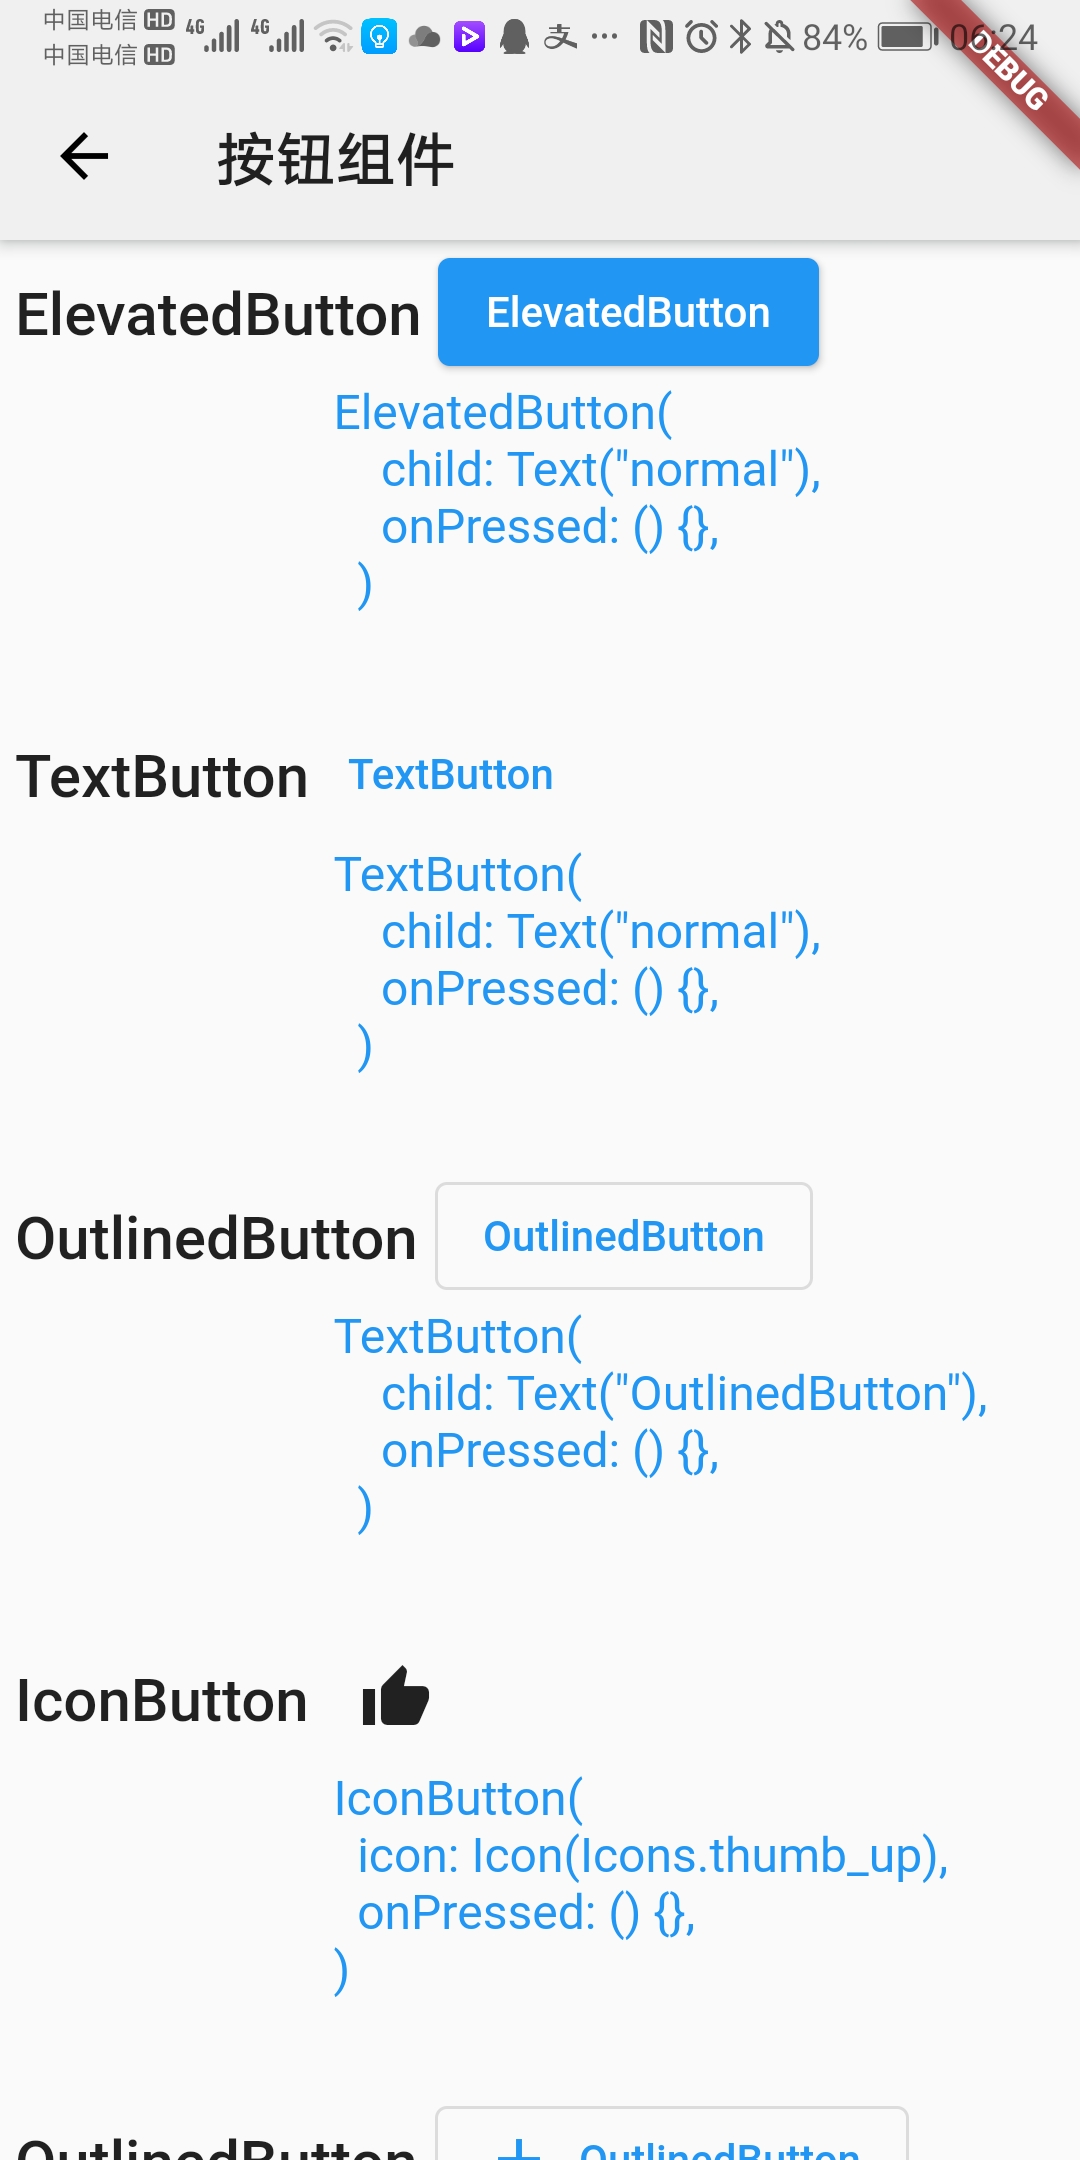 中国电信 HD 4G 4G 84% 06:24
中国电信 HD
DEBUG
按钮组件
ElevatedButton ElevatedButton
ElevatedButton(
child: Text("normal"),
onPressed: () {},
)
TextButton TextButton
TextButton(
child: Text("normal"),
onPressed: () {},
)
OutlinedButton OutlinedButton
TextButton(
child: Text("OutlinedButton"),
onPressed: () {},
)
IconButton
IconButton(
icon: Icon(Icons.thumb_up),
onPressed: () {},
)
OutlinedButton OutlinedButton